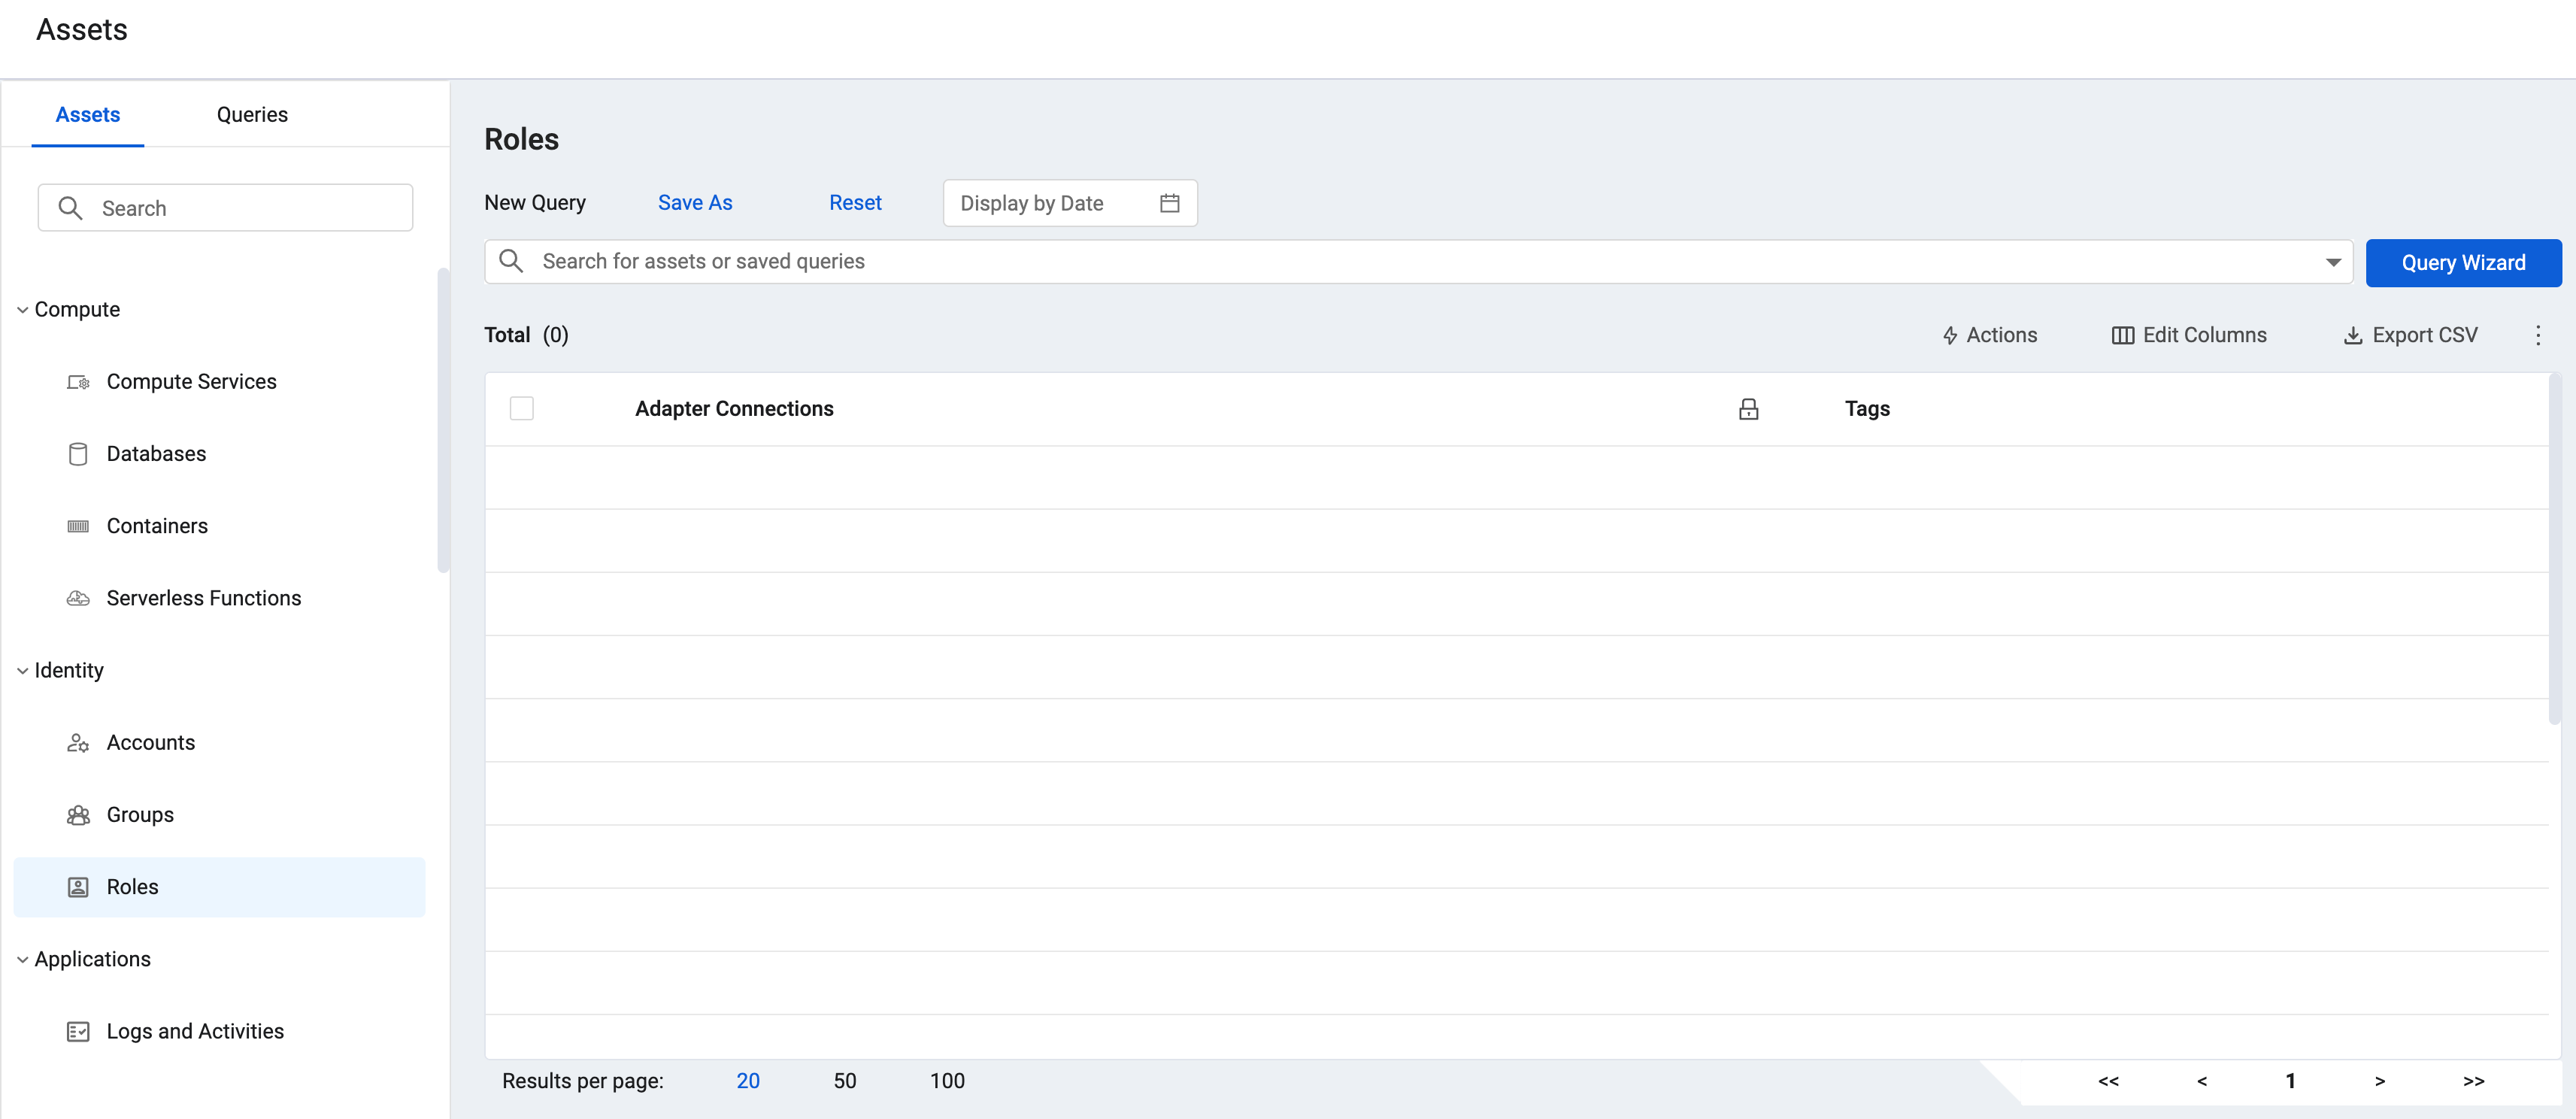 Assets
Assets Queries
Search
Compute
Compute Services
Databases
Containers
Serverless Functions
Identity
Accounts
Groups
Roles
Applications
Logs and Activities
Roles
New Query Save As Reset Display by Date
Search for assets or saved queries Query Wizard
Total (0) Actions Edit Columns Export CSV
Adapter Connections Tags
Results per page: 20 50 100 << < 1 > >>